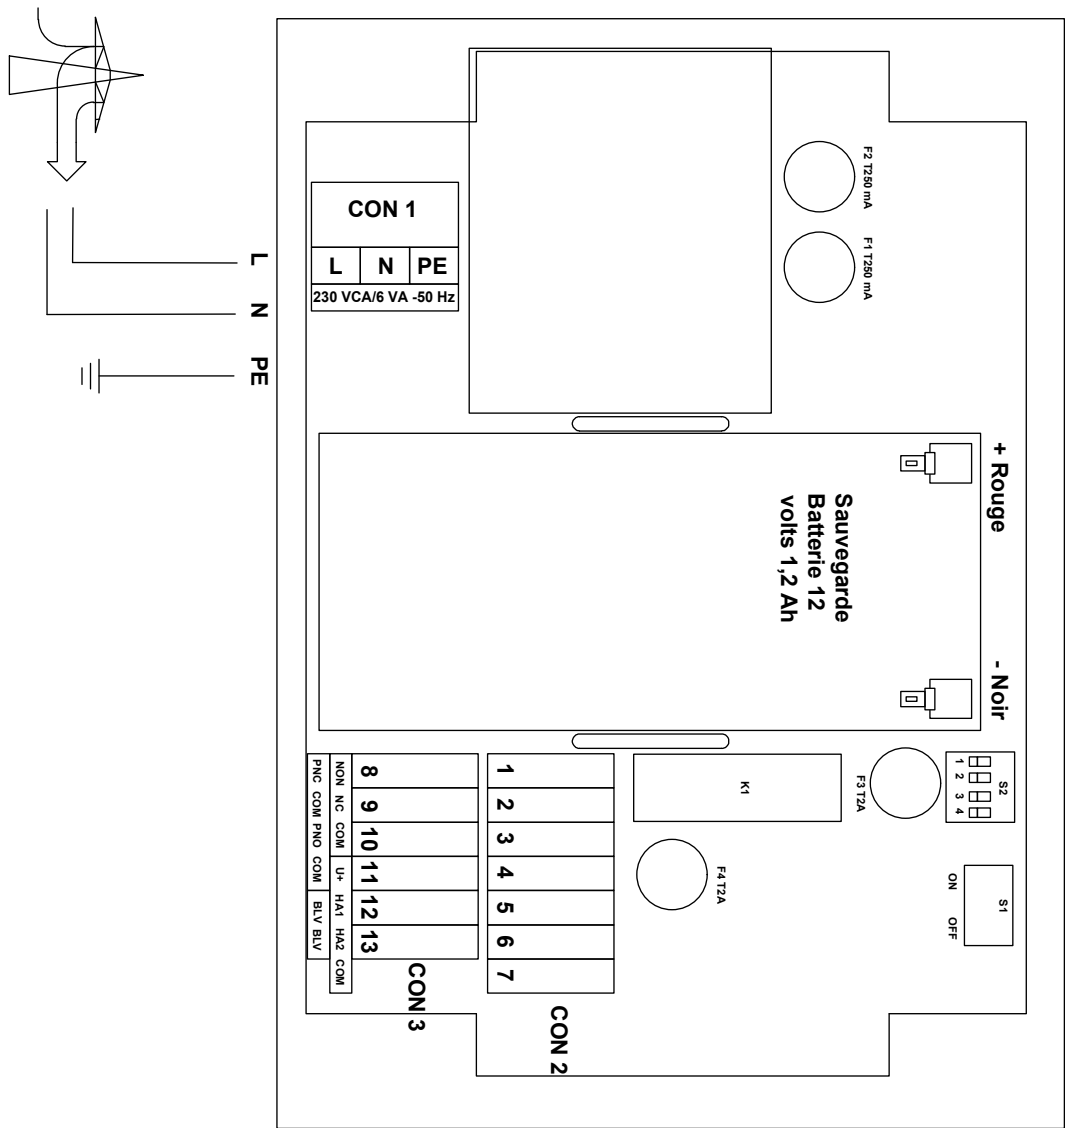 CON 1
L N PE
230 VCA/6 VA -50 Hz
L
N
PE
F2 T250 mA
F1 T250 mA
+ Rouge
Sauvegarde
Batterie 12
volts 1,2 Ah
- Noir
S2
1
2
3
4
F3 T2A
K1
F4 T2A
S1
ON OFF
1
2
3
4
5
6
7
CON 2
8
9
10
11
12
13
CON 3
NON NC COM U+ HA1 HA2 COM
PNC COM PNO COM BLV BLV